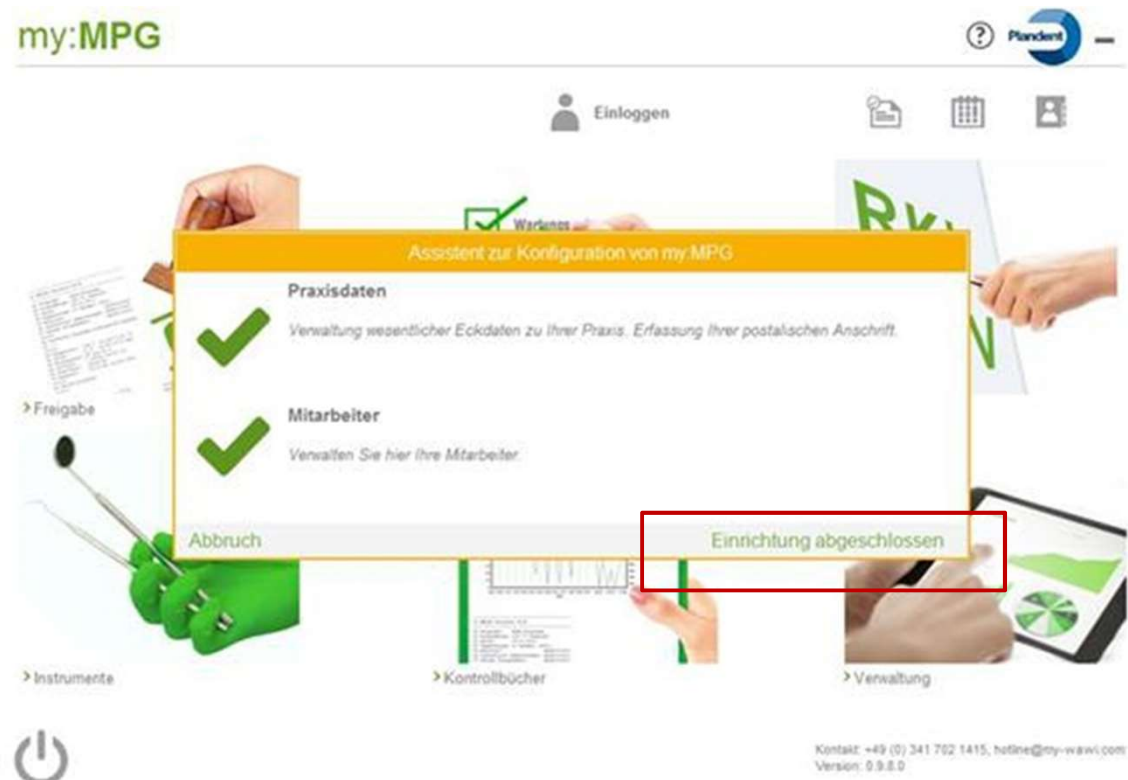 my:MPG
?
Plandent
Einloggen
Wartungs
Assistent zur Konfiguration von my:MPG
Praxisdaten
Verwaltung wesentlicher Eckdaten zu Ihrer Praxis. Erfassung Ihrer postalischen Anschrift.
Mitarbeiter
Verwalten Sie hier Ihre Mitarbeiter.
Abbruch
Einrichtung abgeschlossen
Freigabe
Instrumente
Kontrollbücher
Verwaltung
Kontakt: +49 (0) 341 702 1415, hotline@my-wawi.com
Version: 0.9.8.0